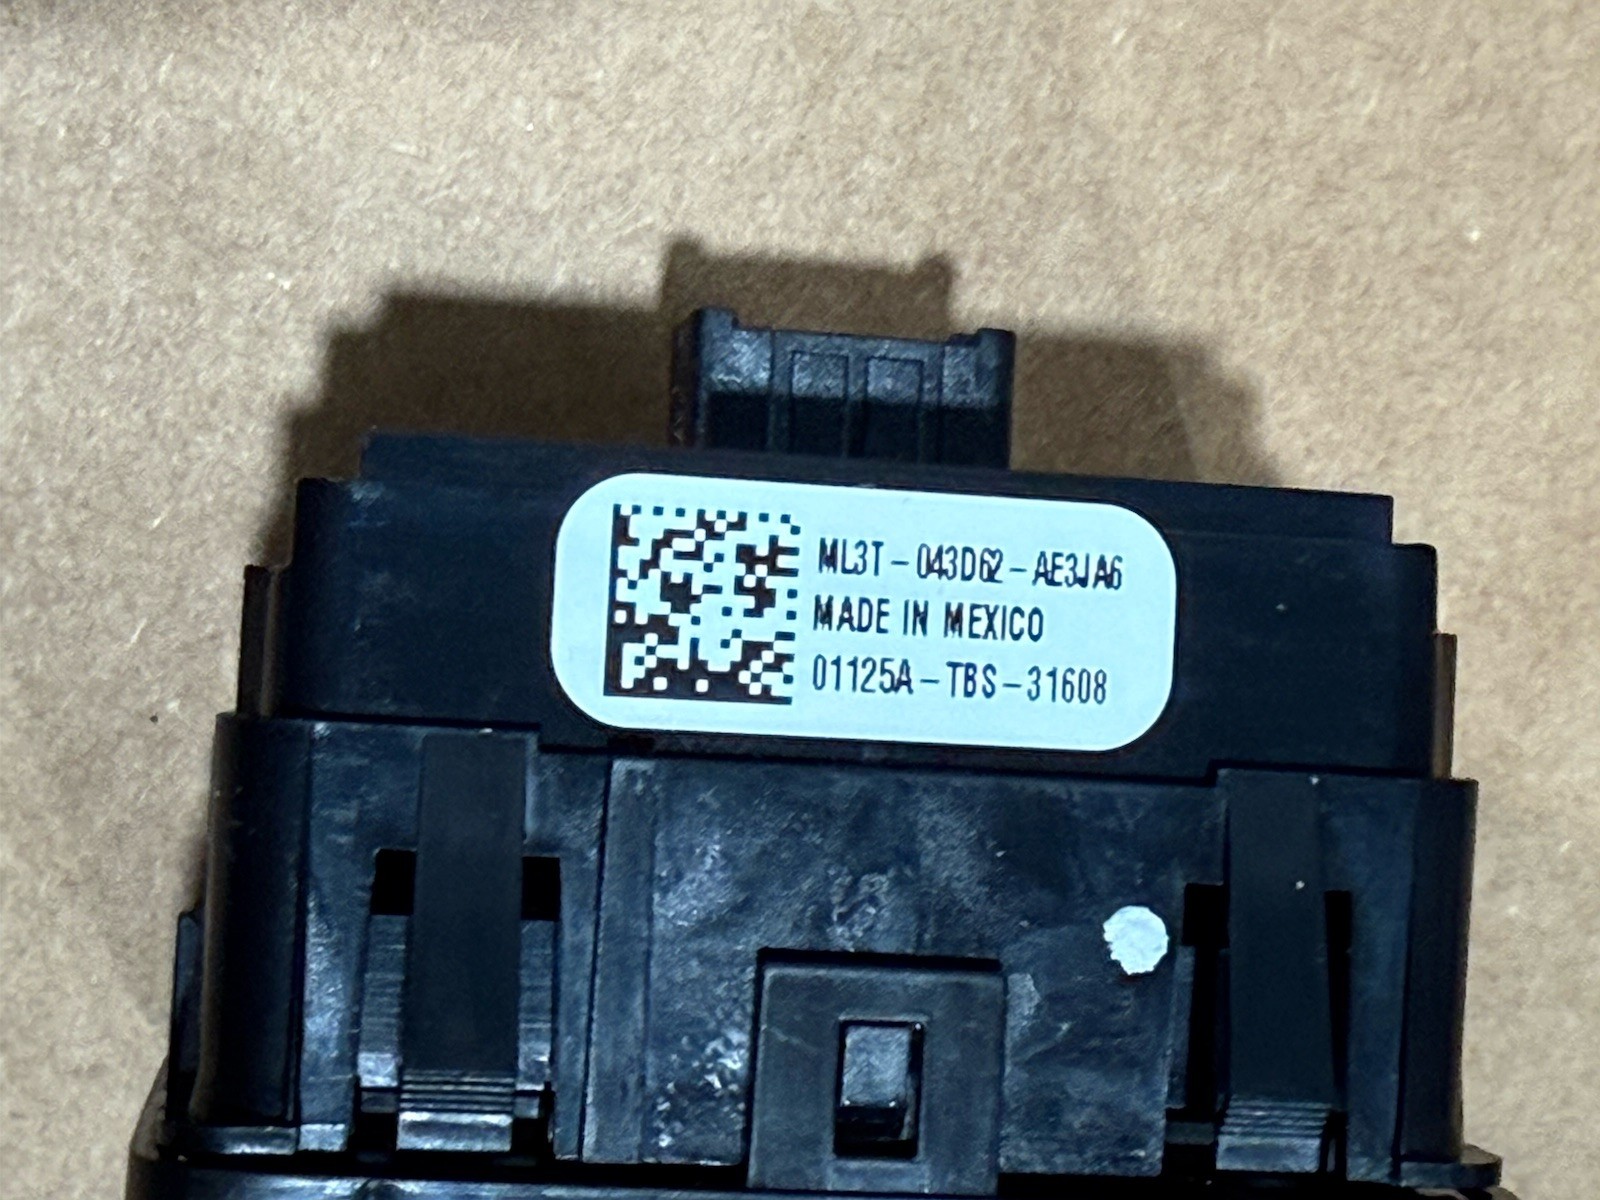 ML3T-043D62-AE3JA6
MADE IN MEXICO
01125A-TBS-31608